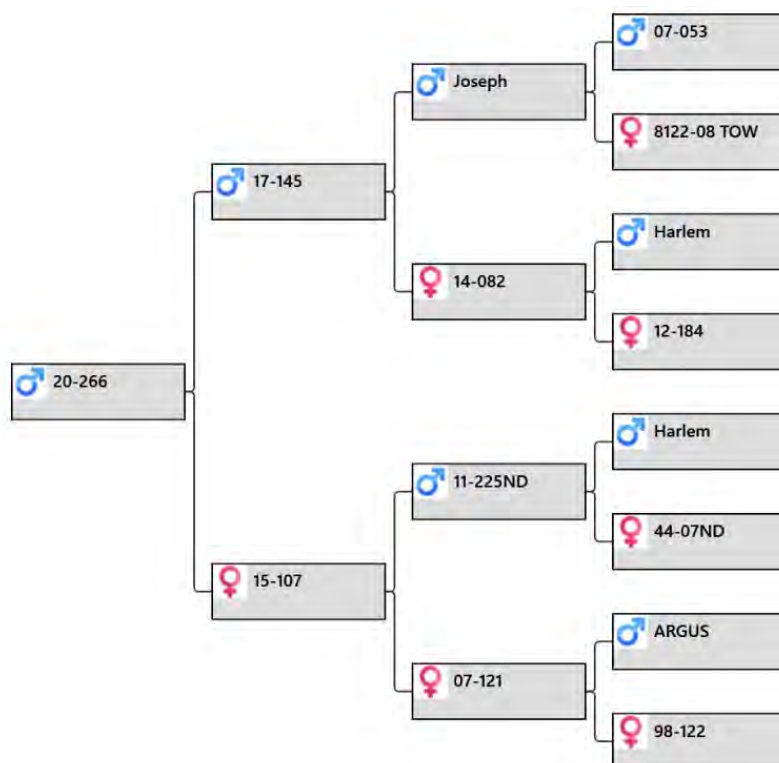 07-053
Joseph
8122-08 TOW
17-145
Harlem
14-082
12-184
20-266
Harlem
11-225ND
44-07ND
15-107
ARGUS
07-121
98-122